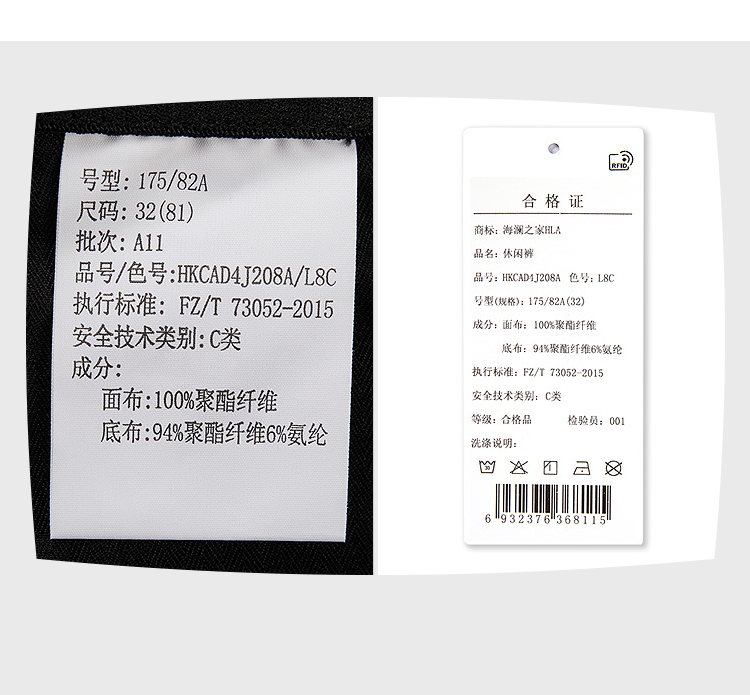 号型: 175/82A
尺码: 32(81)
批次: A11
品号/色号:HKCAD4J208A/L8C
执行标准: FZ/T 73052-2015
安全技术类别:C类
成分:
面布:100%聚酯纤维
底布:94%聚酯纤维6%氨纶
RFID
合格证
商标: 海澜之家HLA
品名: 休闲裤
品号: HKCAD4J208A 色号: L8C
号型(规格): 175/82A(32)
成分: 面布: 100%聚酯纤维
底布: 94%聚酯纤维6%氨纶
执行标准: FZ/T 73052-2015
安全技术类别: C类
等级: 合格品 检验员: 001
洗涤说明:
30
6 932376 368115